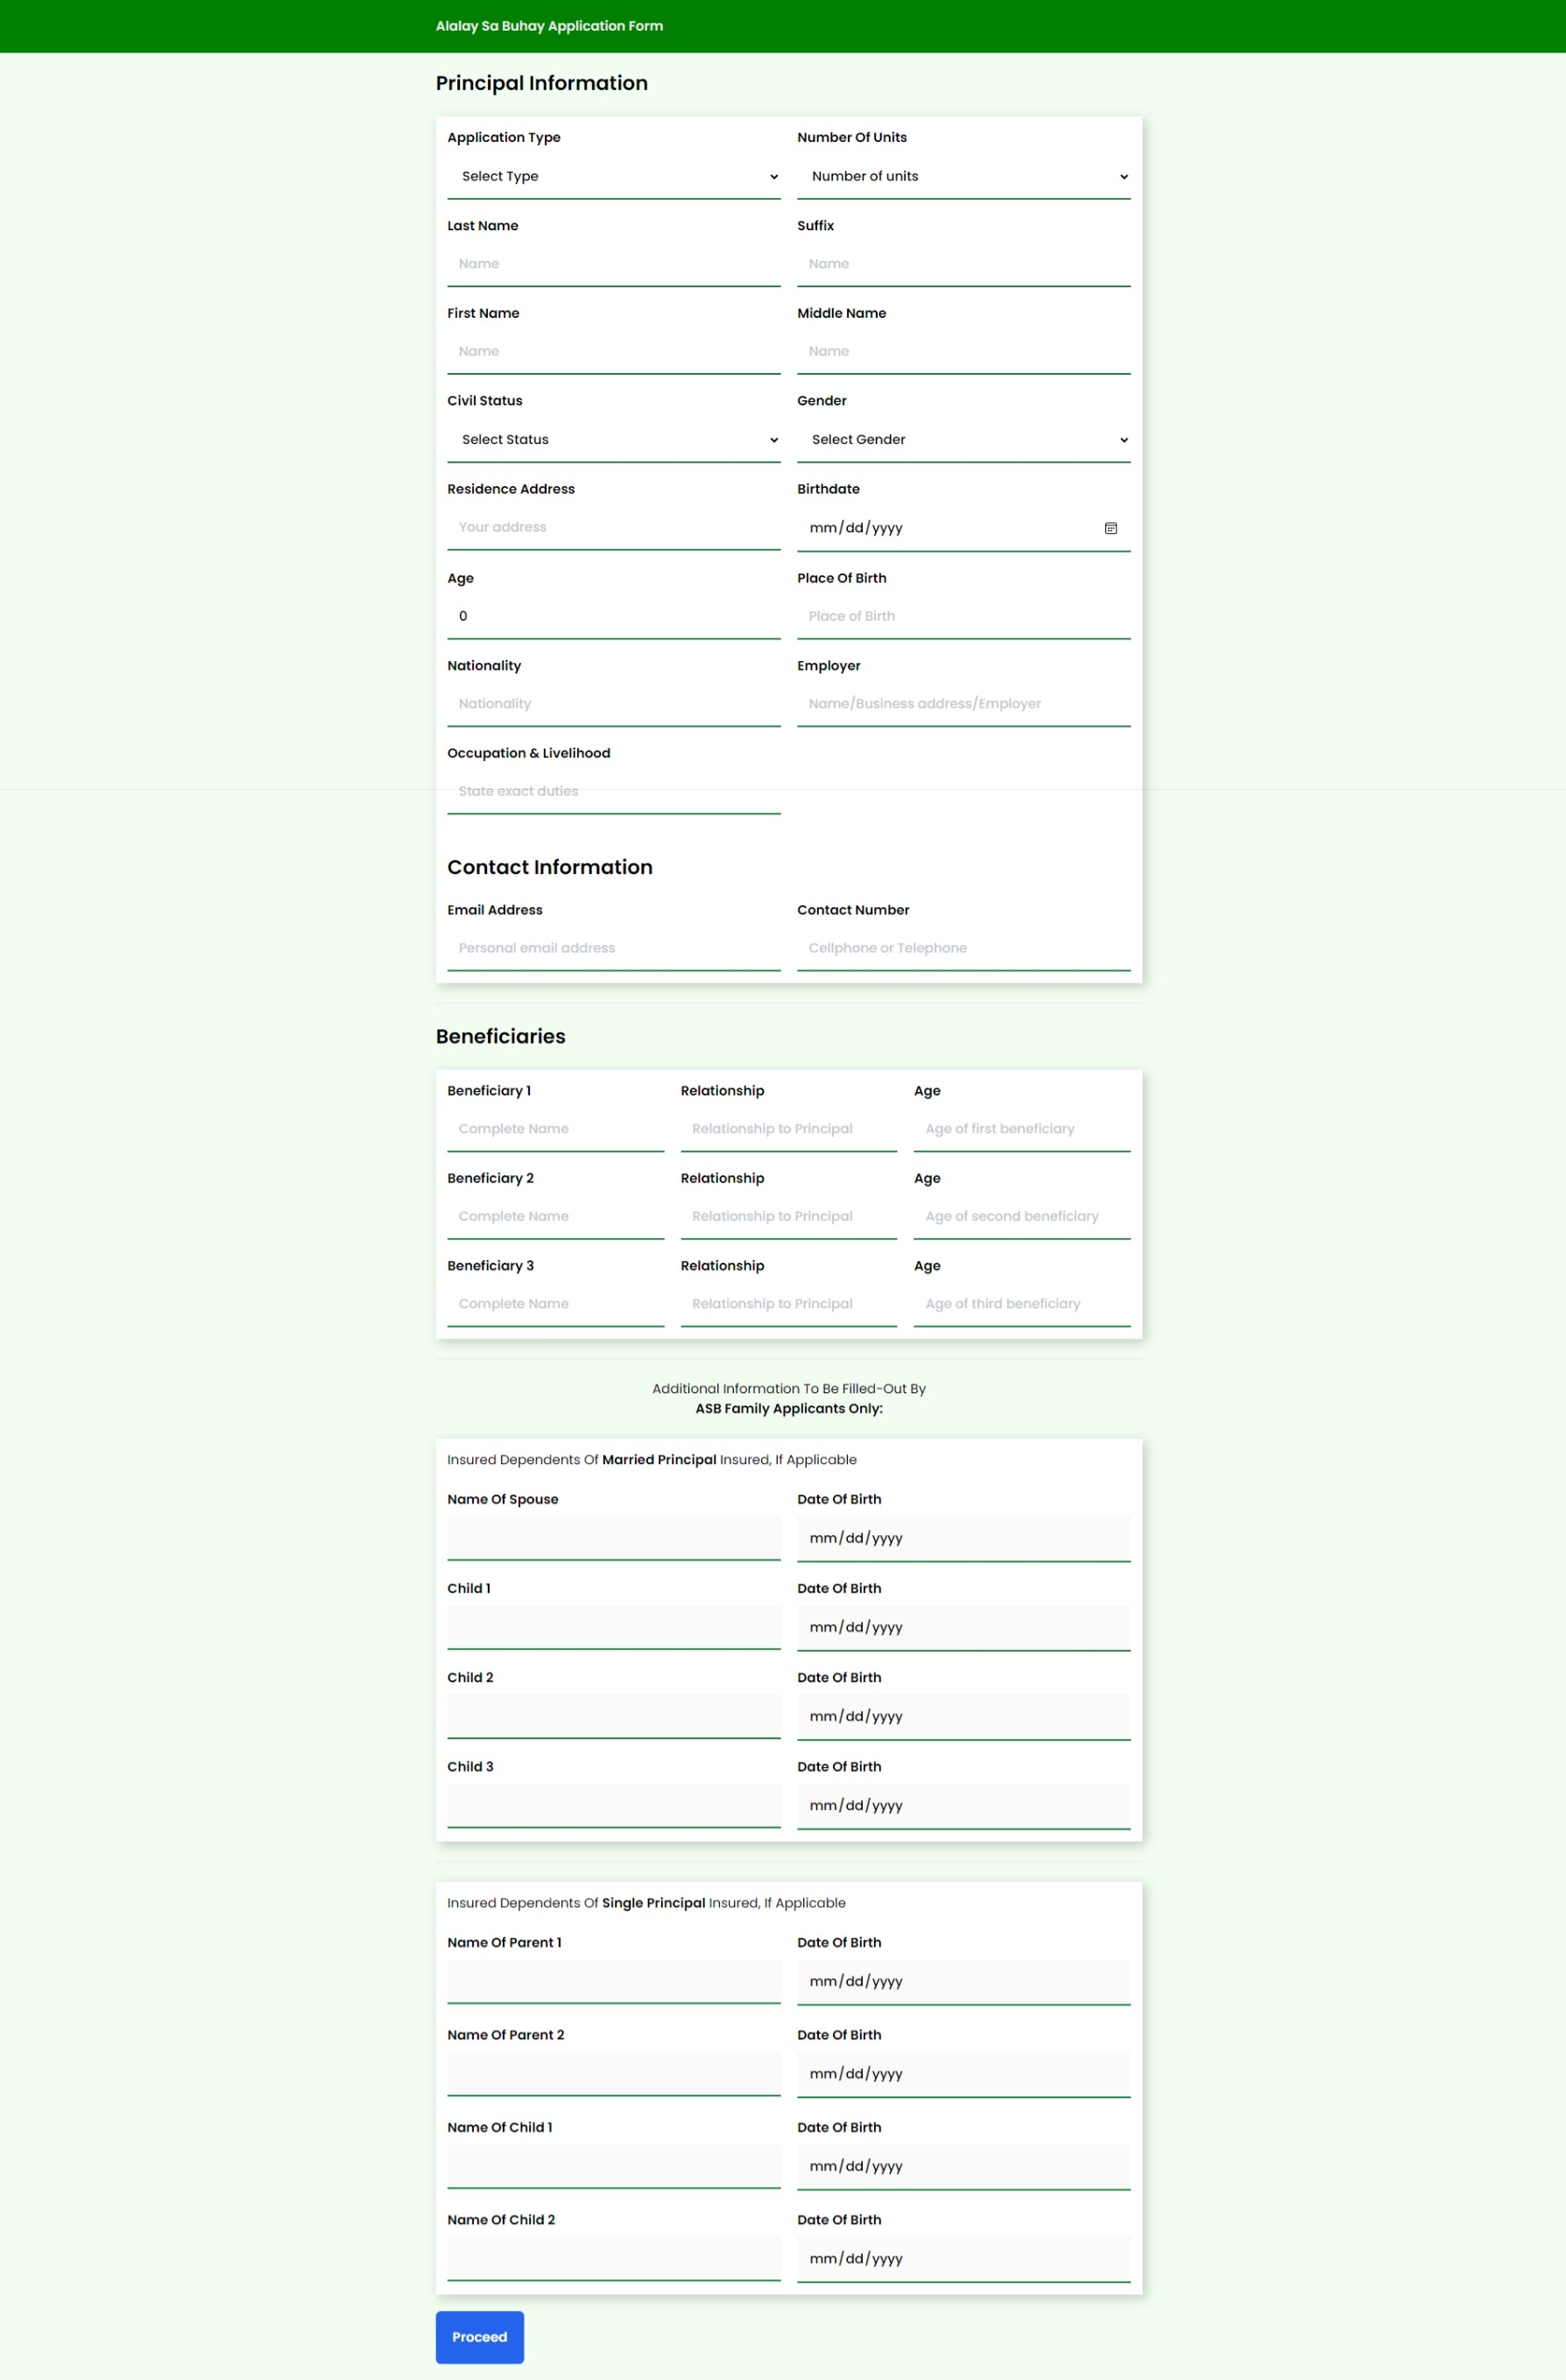 Alalay Sa Buhay Application Form
Principal Information
Application Type Number Of Units
Select Type Number of units
Last Name Suffix
Name Name
First Name Middle Name
Name Name
Civil Status Gender
Select Status Select Gender
Residence Address Birthdate
Your address mm/dd/yyyy
Age Place Of Birth
0 Place of Birth
Nationality Employer
Nationality Name/Business address/Employer
Occupation & Livelihood
State exact duties
Contact Information
Email Address Contact Number
Personal email address Cellphone or Telephone
Beneficiaries
Beneficiary 1 Relationship Age
Complete Name Relationship to Principal Age of first beneficiary
Beneficiary 2 Relationship Age
Complete Name Relationship to Principal Age of second beneficiary
Beneficiary 3 Relationship Age
Complete Name Relationship to Principal Age of third beneficiary
Additional Information To Be Filled-Out By
ASB Family Applicants Only:
Insured Dependents Of Married Principal Insured, If Applicable
Name Of Spouse Date Of Birth
mm/dd/yyyy
Child 1 Date Of Birth
mm/dd/yyyy
Child 2 Date Of Birth
mm/dd/yyyy
Child 3 Date Of Birth
mm/dd/yyyy
Insured Dependents Of Single Principal Insured, If Applicable
Name Of Parent 1 Date Of Birth
mm/dd/yyyy
Name Of Parent 2 Date Of Birth
mm/dd/yyyy
Name Of Child 1 Date Of Birth
mm/dd/yyyy
Name Of Child 2 Date Of Birth
mm/dd/yyyy
Proceed